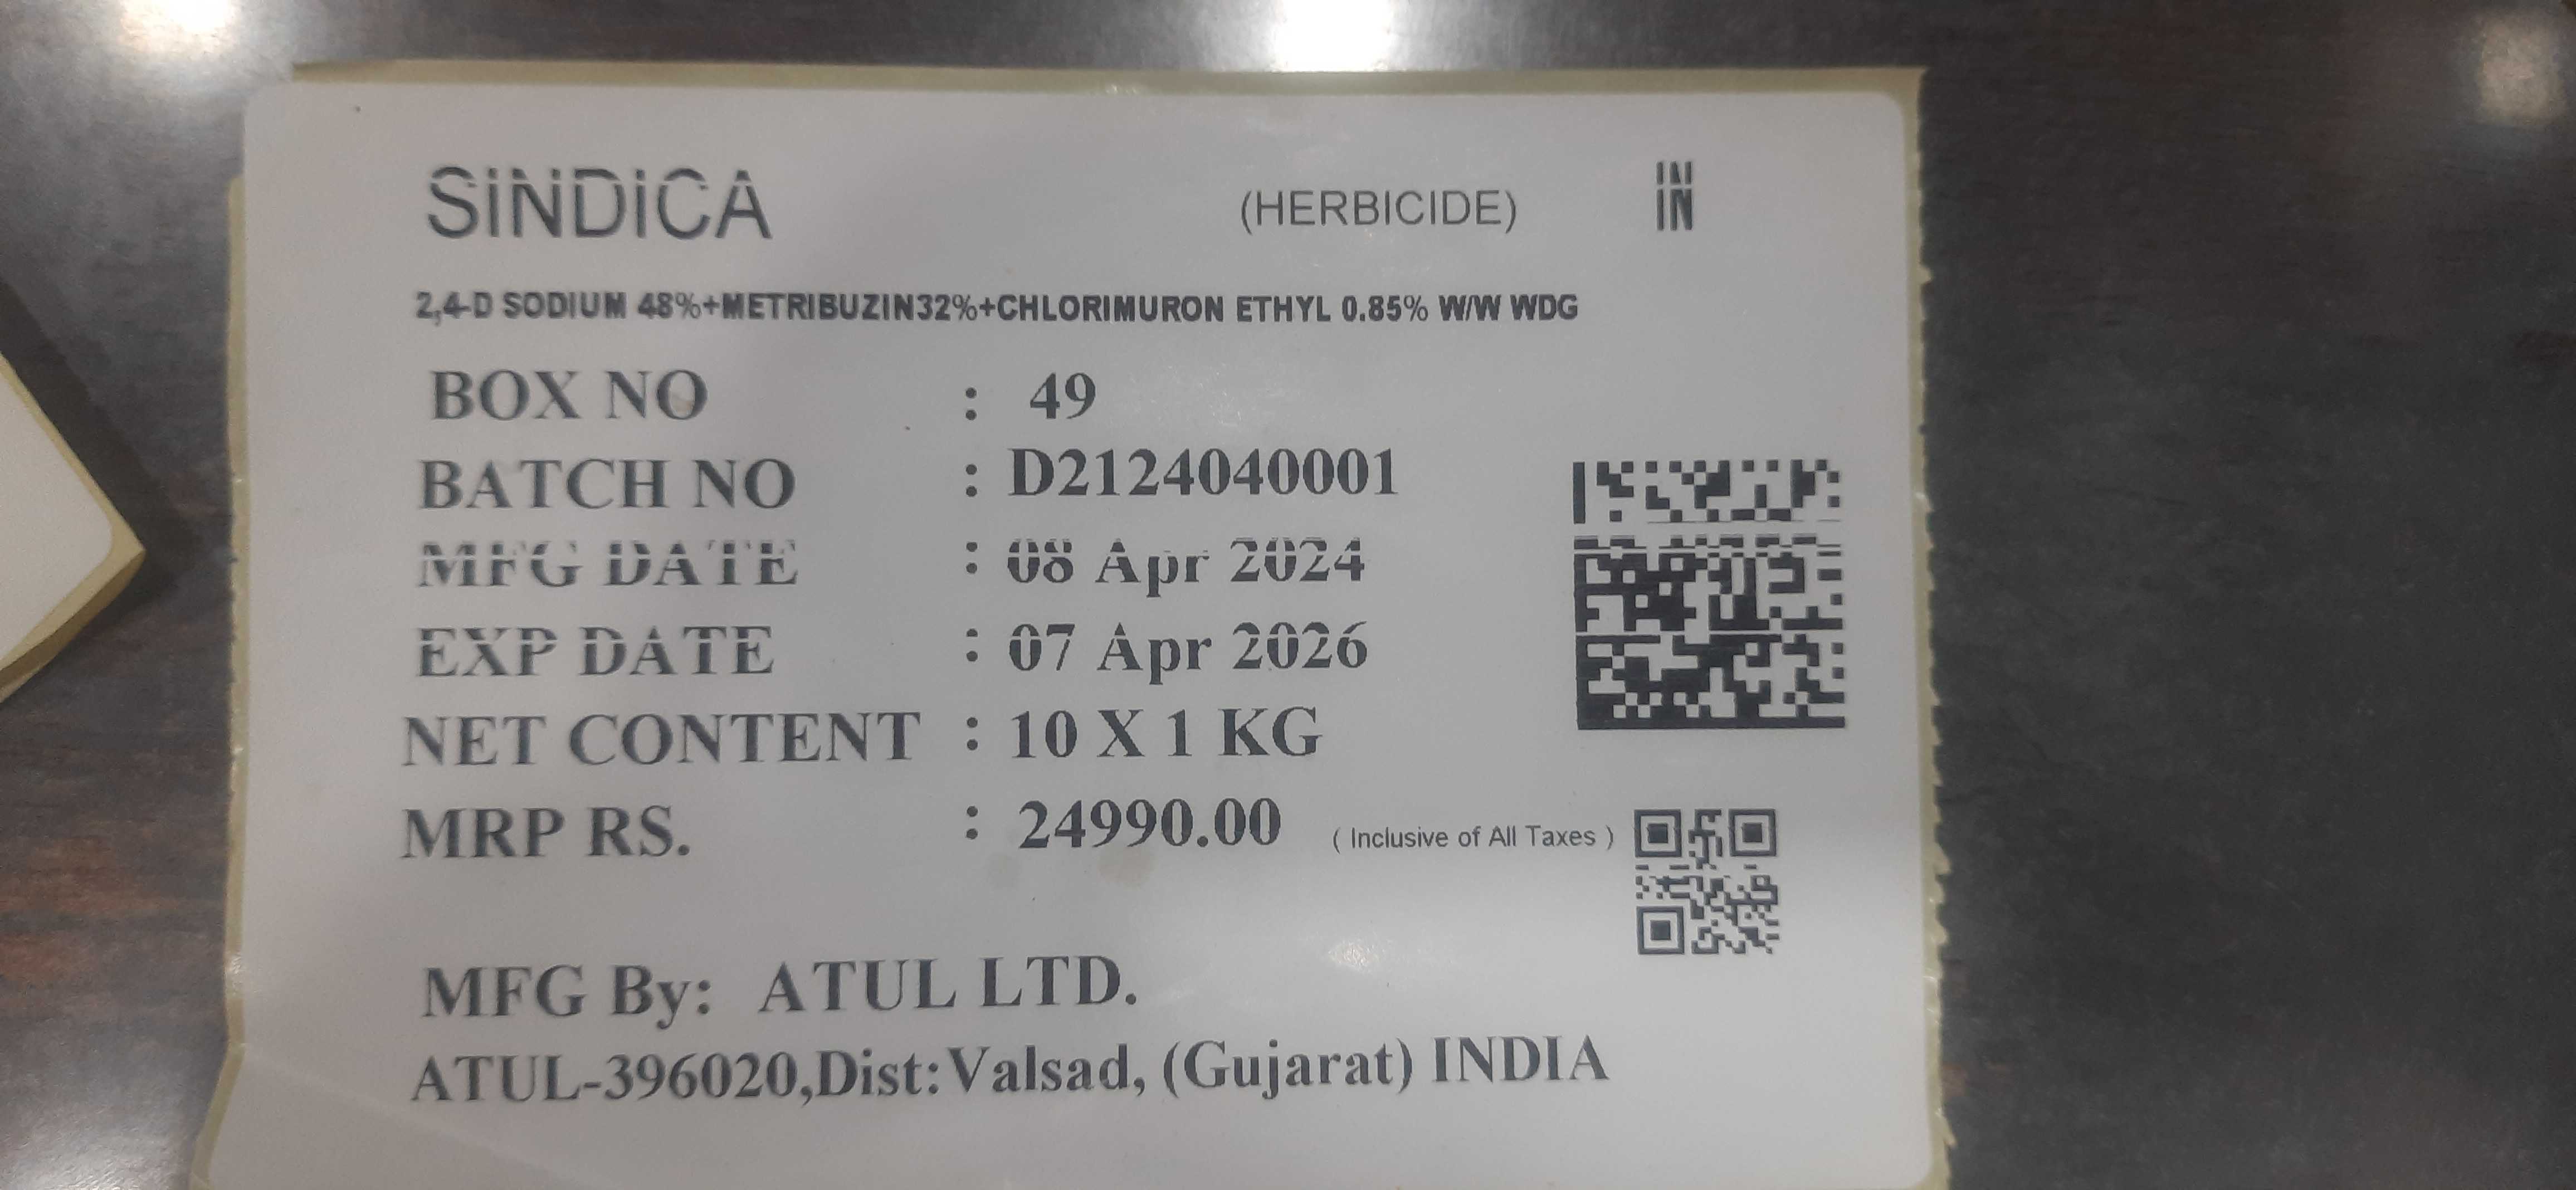 SiNDiCA (HERBICIDE) IN
2,4-D SODIUM 48%+METRIBUZIN32%+CHLORIMURON ETHYL 0.85% W/W WDG
BOX NO : 49
BATCH NO : D2124040001
MFG DATE : 08 Apr 2024
EXP DATE : 07 Apr 2026
NET CONTENT : 10 X 1 KG
MRP RS. : 24990.00 ( Inclusive of All Taxes )
MFG By: ATUL LTD.
ATUL-396020,Dist:Valsad, (Gujarat) INDIA